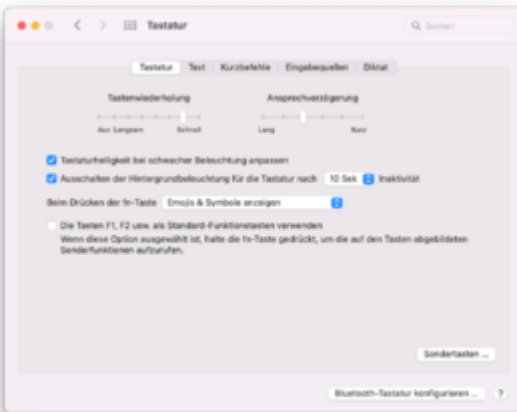 Tastatur
Suchen
Tastatur Text Kurzbefehle Eingabequellen Diktat
Tastenwiederholung Ansprechverzögerung
Aus Langsam Schnell Lang Kurz
Tastaturhelligkeit bei schwacher Beleuchtung anpassen
Ausschalten der Hintergrundbeleuchtung für die Tastatur nach 10 Sek Inaktivität
Beim Drücken der fn-Taste Emojis & Symbole anzeigen
Die Tasten F1, F2 usw. als Standard-Funktionstasten verwenden
Wenn diese Option ausgewählt ist, halte die fn-Taste gedrückt, um die auf den Tasten abgebildeten
Sonderfunktionen aufzurufen.
Sondertasten ...
Bluetooth-Tastatur konfigurieren ... ?